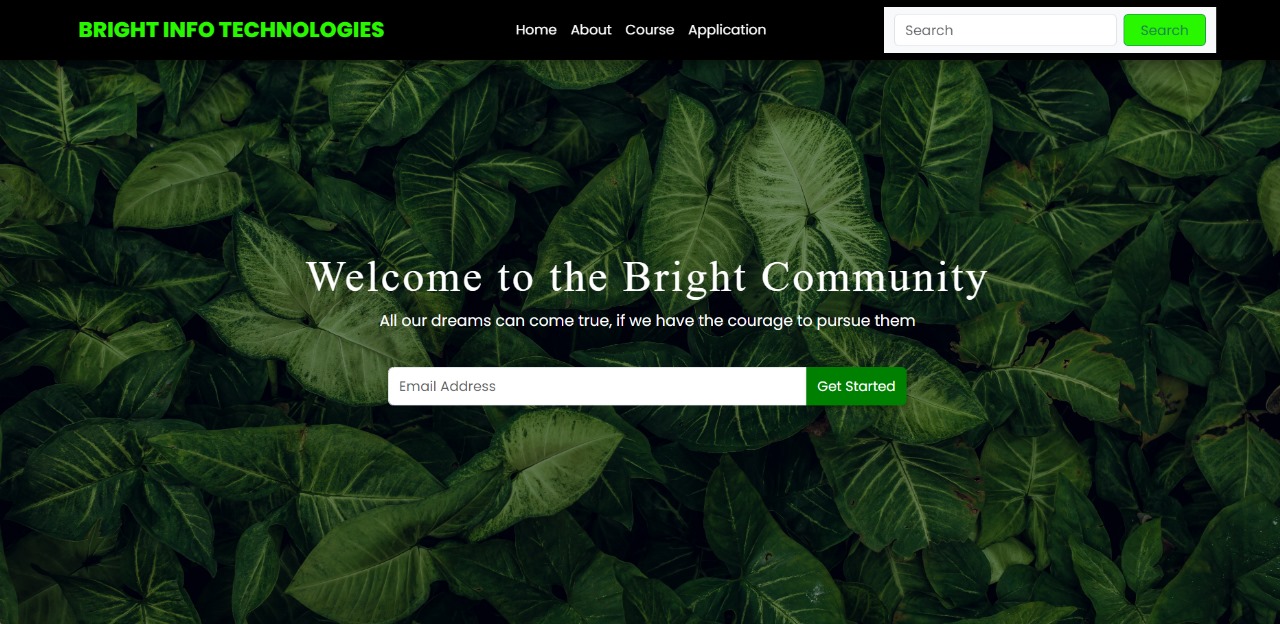 BRIGHT INFO TECHNOLOGIES
Home About Course Application
Search Search
Welcome to the Bright Community
All our dreams can come true, if we have the courage to pursue them
Email Address Get Started